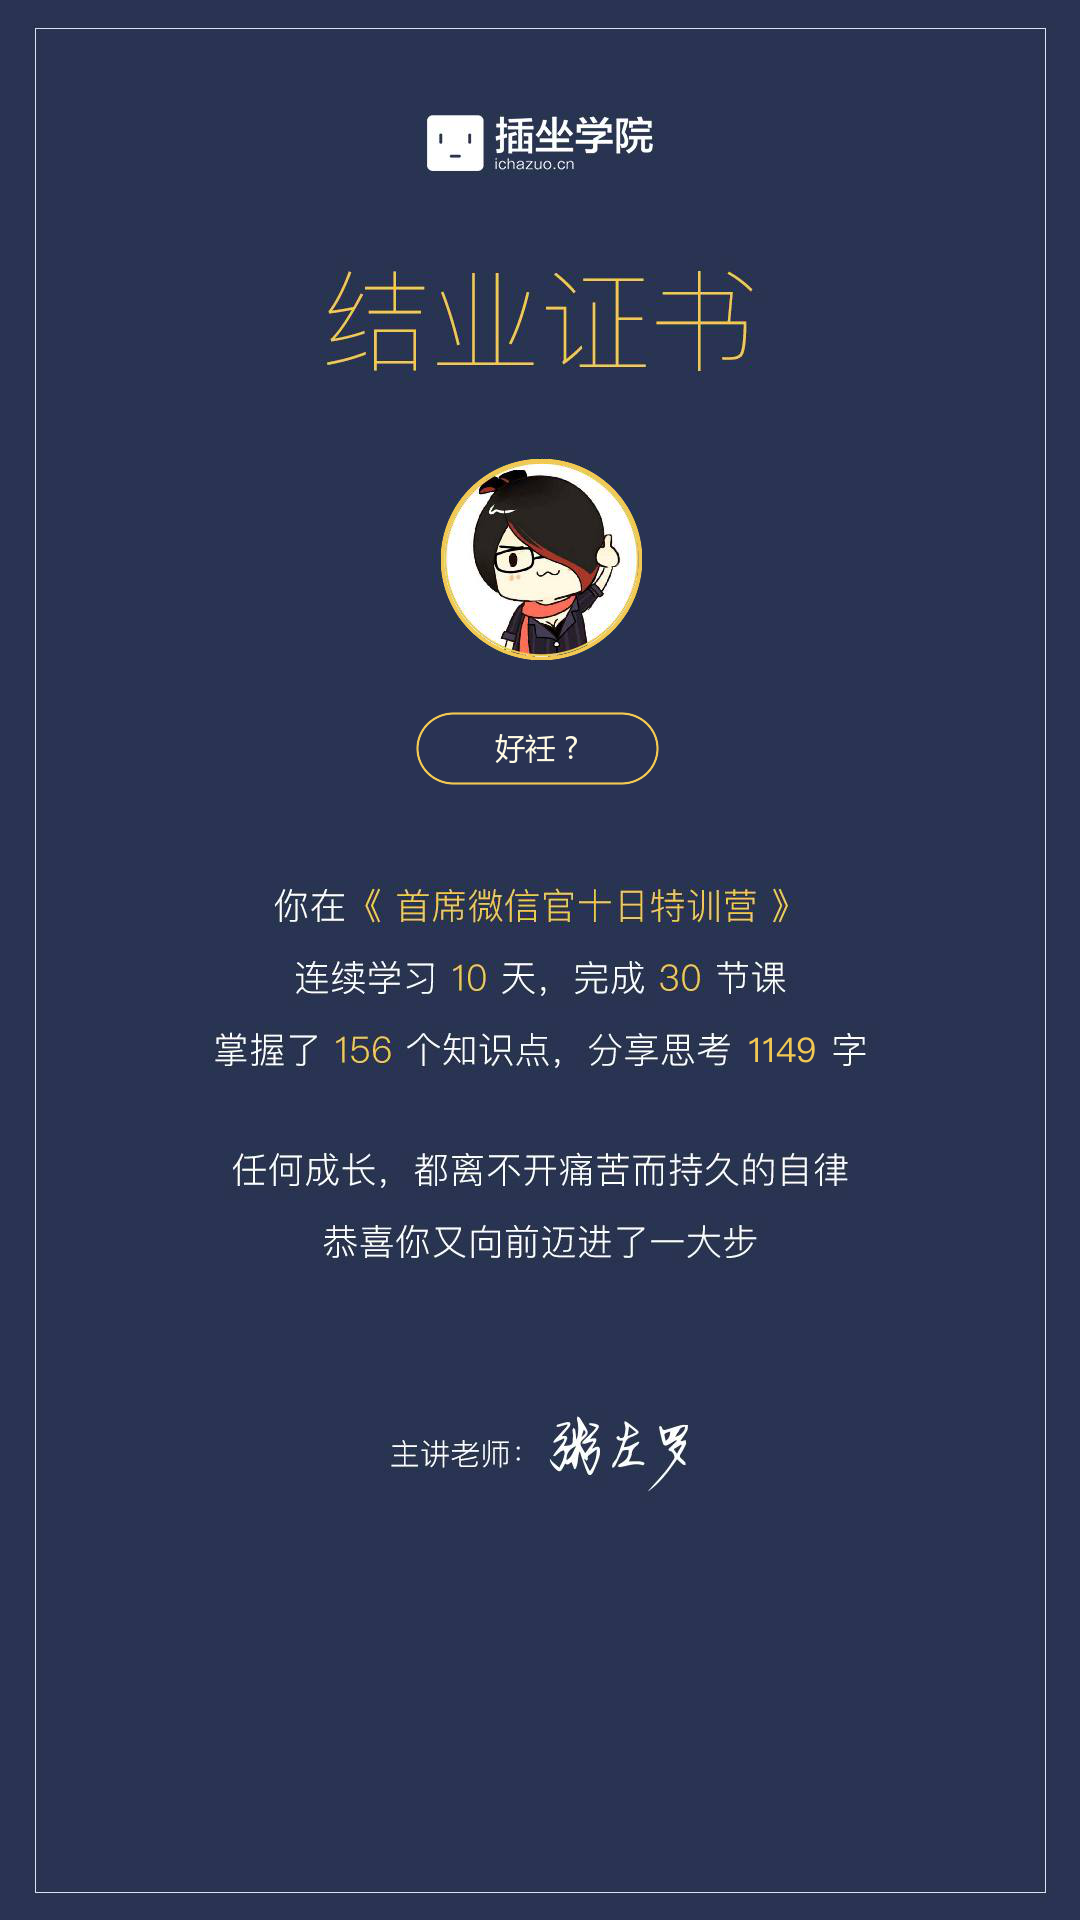 插坐学院
ichazuo.cn
结业证书
好衽？
你在《 首席微信官十日特训营 》
连续学习 10 天，完成 30 节课
掌握了 156 个知识点，分享思考 1149 字
任何成长，都离不开痛苦而持久的自律
恭喜你又向前迈进了一大步
主讲老师：粥左罗